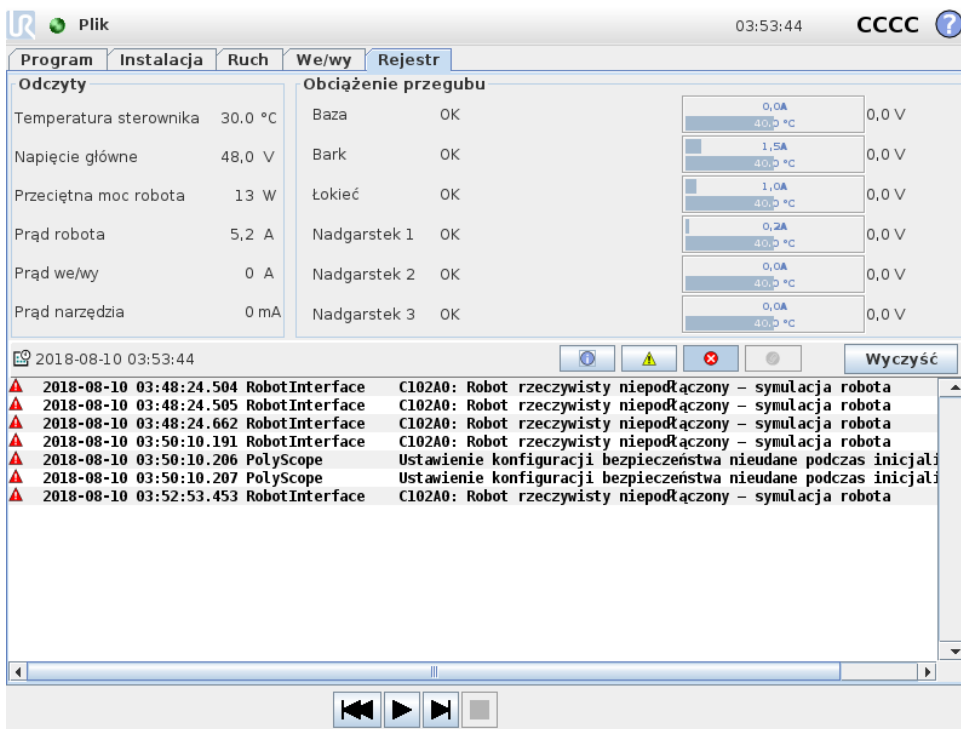 UR Plik 03:53:44 CCCC ?
Program Instalacja Ruch We/wy Rejestr
Odczyty
Temperatura sterownika 30.0 °C
Napięcie główne 48,0 V
Przeciętna moc robota 13 W
Prąd robota 5,2 A
Prąd we/wy 0 A
Prąd narzędzia 0 mA
Obciążenie przegubu
Baza OK 0,0A 40.0 °C 0,0 V
Bark OK 1,5A 40.0 °C 0,0 V
Łokieć OK 1,0A 40.0 °C 0,0 V
Nadgarstek 1 OK 0,2A 40.0 °C 0,0 V
Nadgarstek 2 OK 0,0A 40.0 °C 0,0 V
Nadgarstek 3 OK 0,0A 40.0 °C 0,0 V
2018-08-10 03:53:44 Wyczyść
2018-08-10 03:48:24.504 RobotInterface C102A0: Robot rzeczywisty niepodłączony – symulacja robota
2018-08-10 03:48:24.505 RobotInterface C102A0: Robot rzeczywisty niepodłączony – symulacja robota
2018-08-10 03:48:24.662 RobotInterface C102A0: Robot rzeczywisty niepodłączony – symulacja robota
2018-08-10 03:50:10.191 RobotInterface C102A0: Robot rzeczywisty niepodłączony – symulacja robota
2018-08-10 03:50:10.206 PolyScope Ustawienie konfiguracji bezpieczeństwa nieudane podczas inicjali
2018-08-10 03:50:10.207 PolyScope Ustawienie konfiguracji bezpieczeństwa nieudane podczas inicjali
2018-08-10 03:52:53.453 RobotInterface C102A0: Robot rzeczywisty niepodłączony – symulacja robota